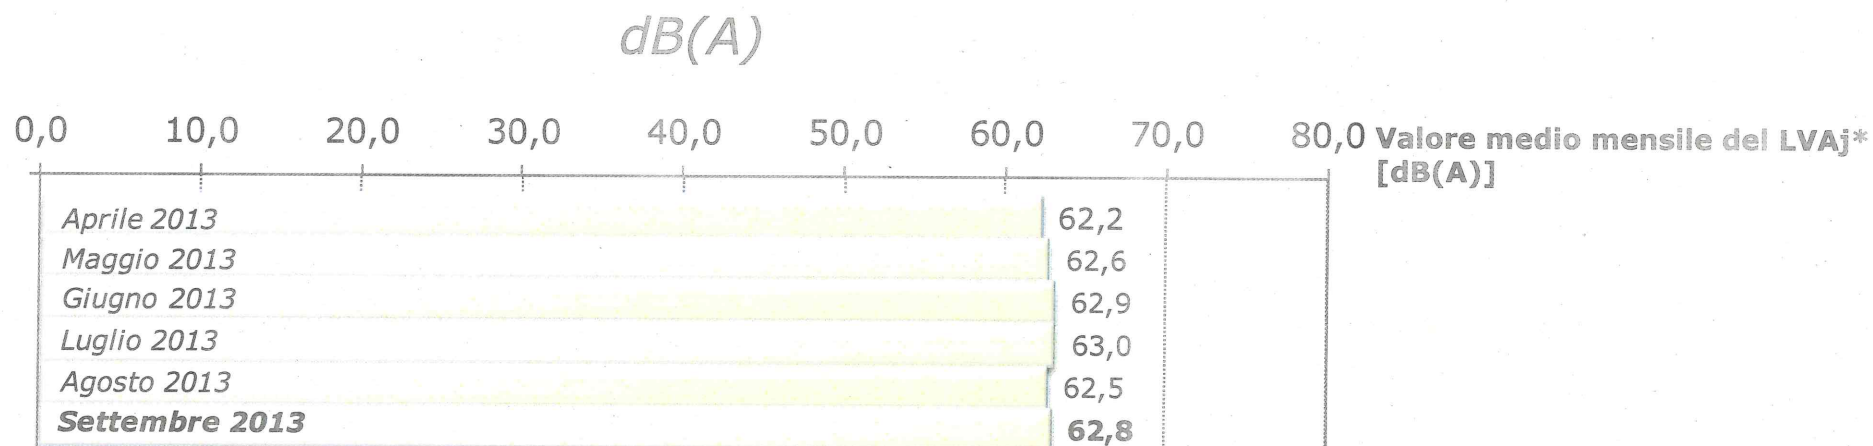 dB(A)
0,0 10,0 20,0 30,0 40,0 50,0 60,0 70,0 80,0 Valore medio mensile del LVAj*
[dB(A)]
Aprile 2013 62,2
Maggio 2013 62,6
Giugno 2013 62,9
Luglio 2013 63,0
Agosto 2013 62,5
Settembre 2013 62,8